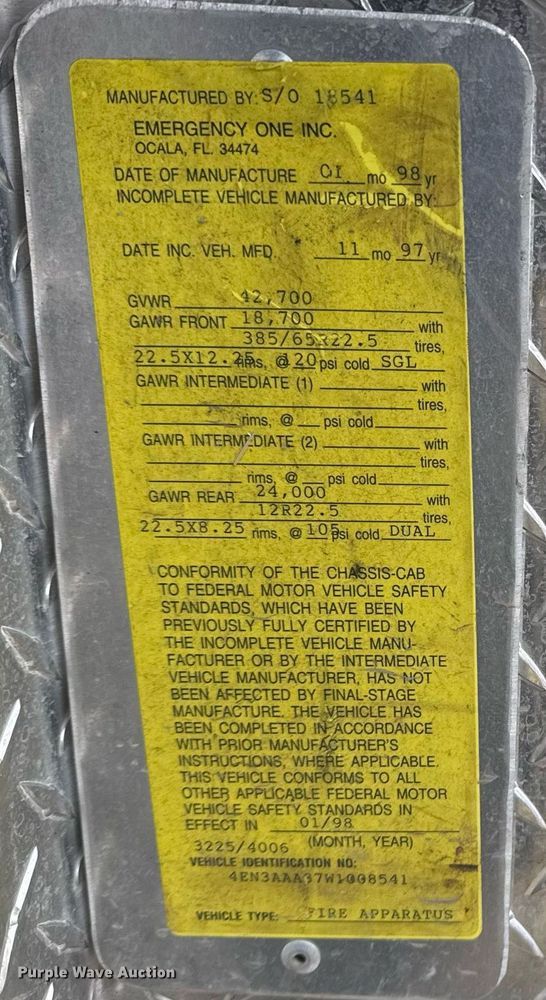 MANUFACTURED BY: S/O 18541
EMERGENCY ONE INC.
OCALA, FL. 34474
DATE OF MANUFACTURE 01 mo 98 yr
INCOMPLETE VEHICLE MANUFACTURED BY:
DATE INC. VEH. MFD. 11 mo 97 yr
GVWR 42,700
GAWR FRONT 18,700 with
385/65R22.5 tires,
22.5X12.25 rims, @ 120 psi cold SGL
GAWR INTERMEDIATE (1) with
tires,
rims, @ psi cold
GAWR INTERMEDIATE (2) with
tires,
rims, @ psi cold
GAWR REAR 24,000 with
12R22.5 tires,
22.5X8.25 rims, @ 105 psi cold DUAL
CONFORMITY OF THE CHASSIS-CAB
TO FEDERAL MOTOR VEHICLE SAFETY
STANDARDS, WHICH HAVE BEEN
PREVIOUSLY FULLY CERTIFIED BY
THE INCOMPLETE VEHICLE MANU-
FACTURER OR BY THE INTERMEDIATE
VEHICLE MANUFACTURER, HAS NOT
BEEN AFFECTED BY FINAL-STAGE
MANUFACTURE. THE VEHICLE HAS
BEEN COMPLETED IN ACCORDANCE
WITH PRIOR MANUFACTURER'S
INSTRUCTIONS, WHERE APPLICABLE.
THIS VEHICLE CONFORMS TO ALL
OTHER APPLICABLE FEDERAL MOTOR
VEHICLE SAFETY STANDARDS IN
EFFECT IN 01/98
3225/4006 (MONTH, YEAR)
VEHICLE IDENTIFICATION NO:
4EN3AAA37W1008541
VEHICLE TYPE: FIRE APPARATUS
Purple Wave Auction